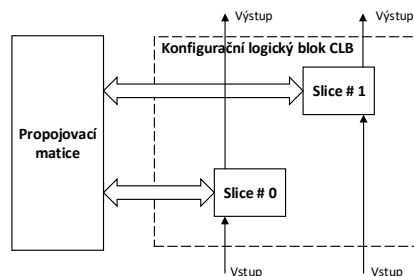 Výstup
Výstup
Konfigurační logický blok CLB
Slice # 1
Propojovací
matice
Slice # 0
Vstup
Vstup